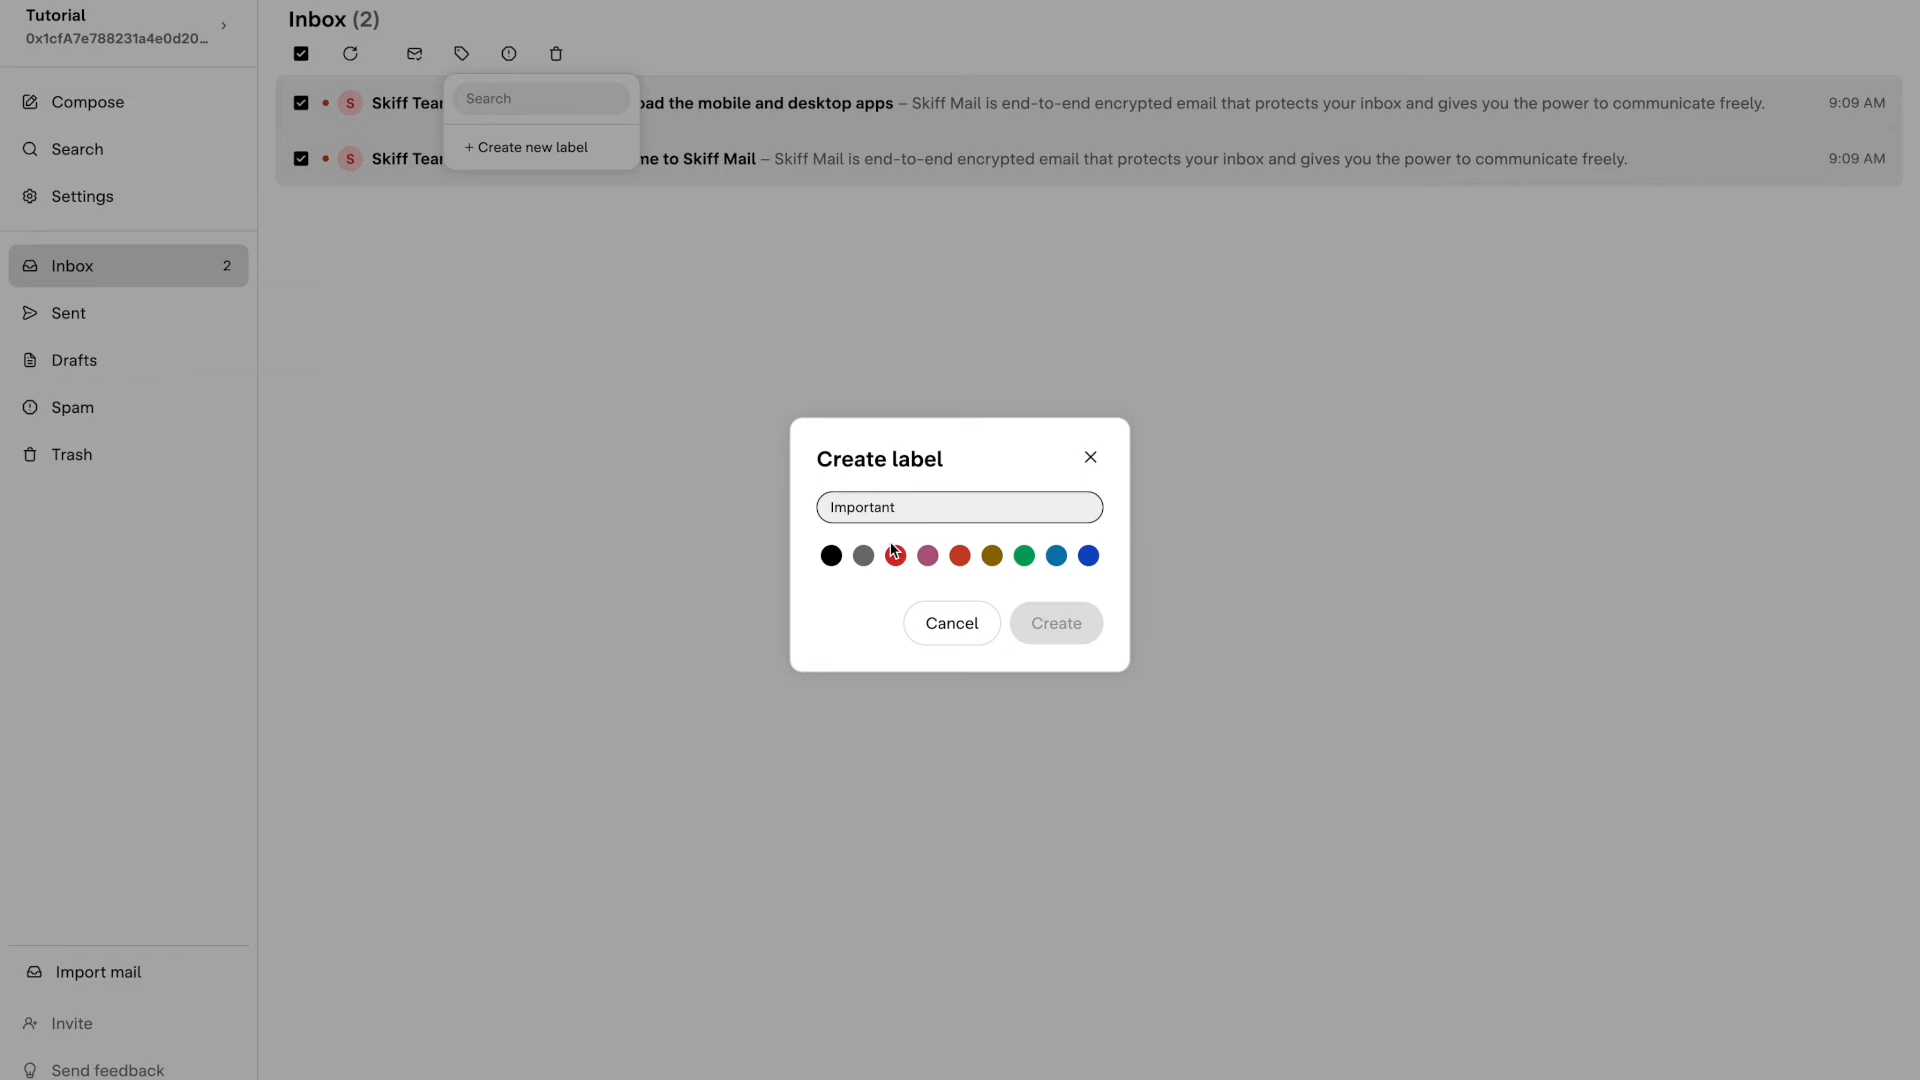 Tutorial
0x1cfA7e788231a4e0d20...
Compose
Search
Settings
Inbox 2
Sent
Drafts
Spam
Trash
Import mail
Invite
Send feedback
Inbox (2)
Search
+ Create new label
S Skiff Tear oad the mobile and desktop apps – Skiff Mail is end-to-end encrypted email that protects your inbox and gives you the power to communicate freely. 9:09 AM
S Skiff Tear me to Skiff Mail – Skiff Mail is end-to-end encrypted email that protects your inbox and gives you the power to communicate freely. 9:09 AM
Create label
Important
Cancel Create